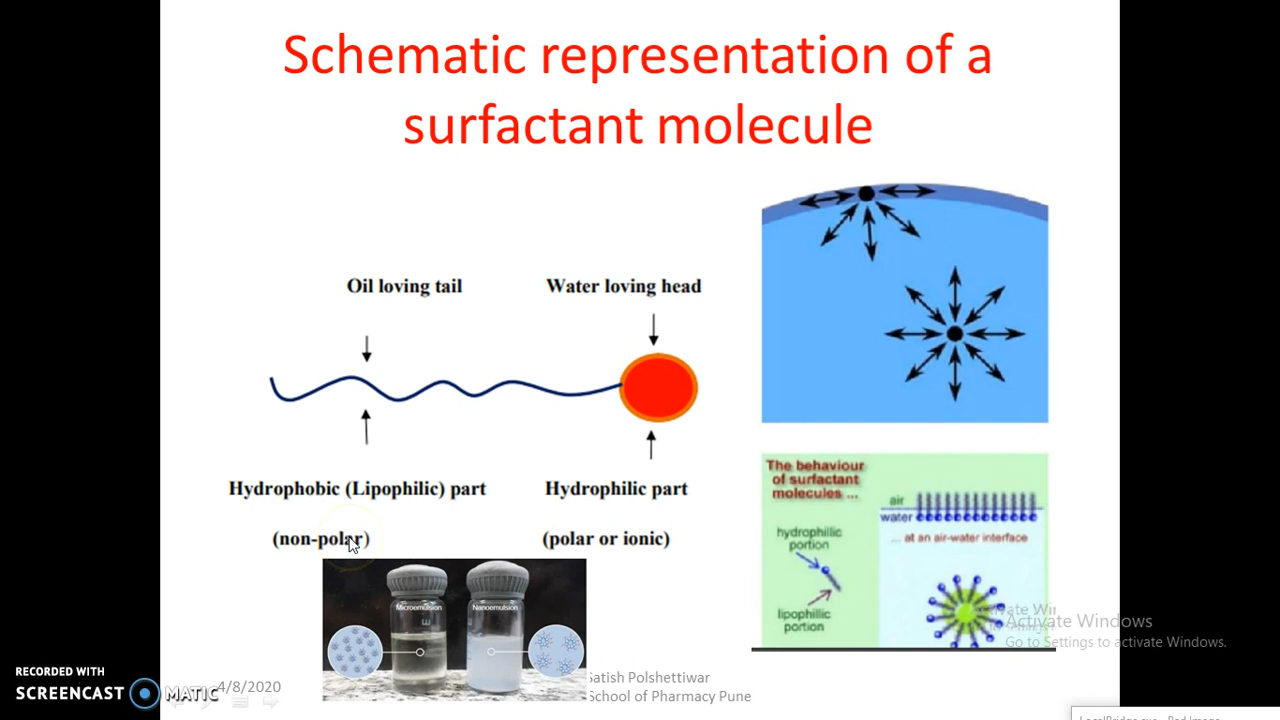 Schematic representation of a
surfactant molecule
Oil loving tail
Water loving head
Hydrophobic (Lipophilic) part
Hydrophilic part
(non-polar)
(polar or ionic)
The behaviour
of surfactant
molecules ...
air
water
... at an air-water interface
hydrophillic
portion
lipophillic
portion
Microemulsion
Nanoemulsion
Activate Windows
Go to Settings to activate Windows.
RECORDED WITH
SCREENCAST MATIC
4/8/2020
Satish Polshettiwar
School of Pharmacy Pune